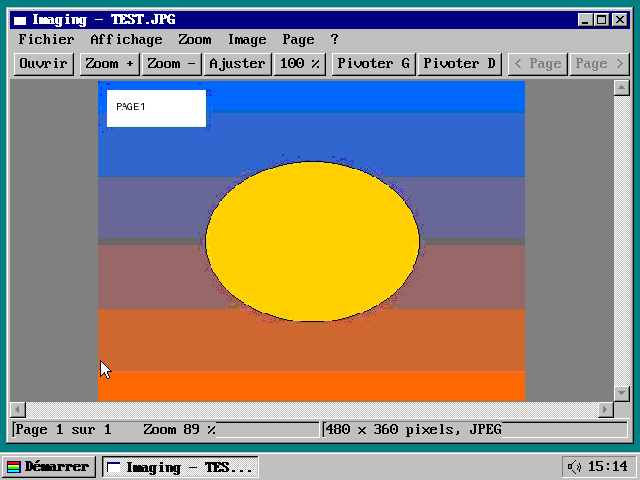 Imaging - TEST.JPG
Fichier Affichage Zoom Image Page ?
Ouvrir Zoom + Zoom - Ajuster 100 % Pivoter G Pivoter D < Page Page >
PAGE1
Page 1 sur 1 Zoom 89 % 480 x 360 pixels, JPEG
Démarrer Imaging - TES... 15:14